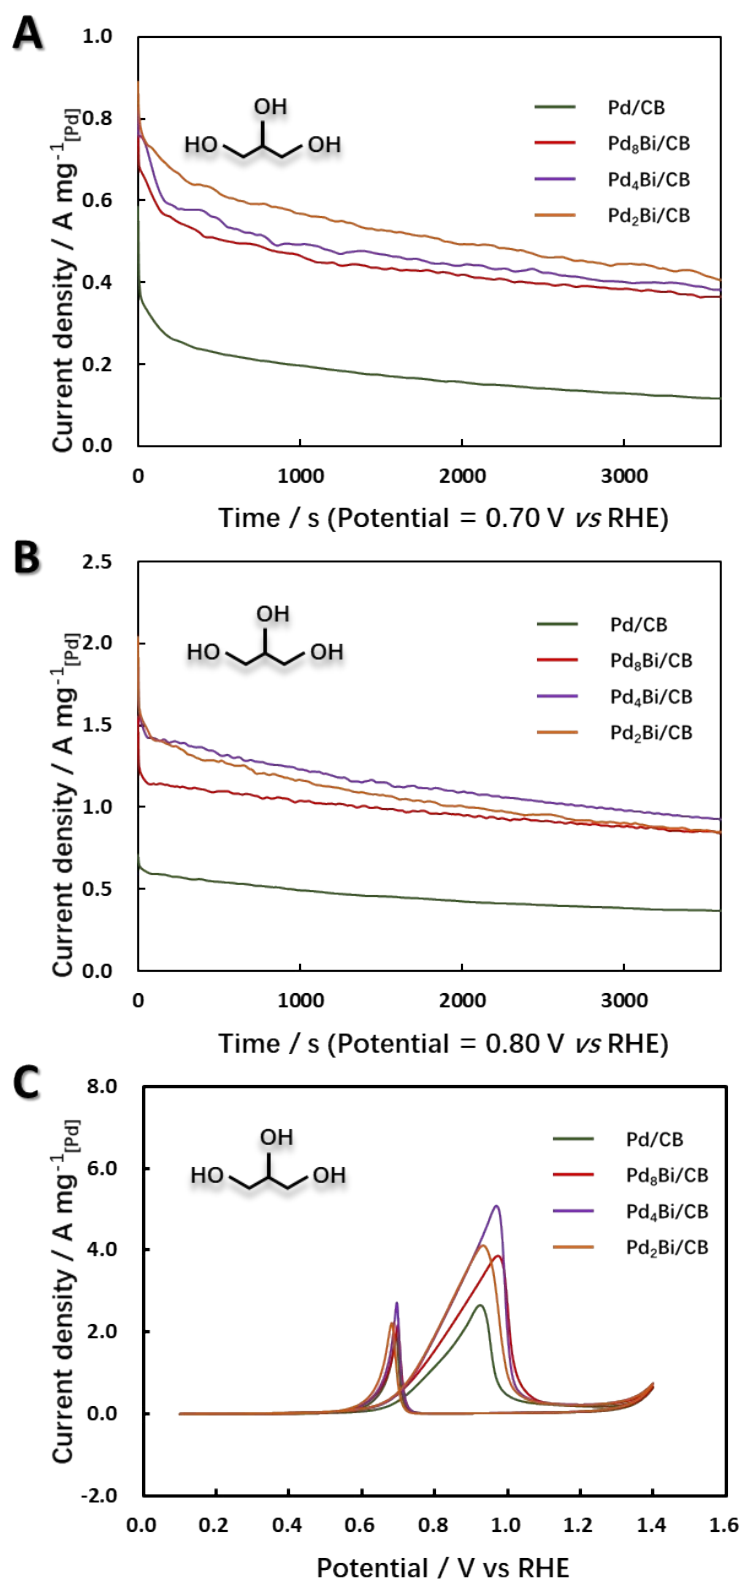 A
Current density / A mg⁻¹[Pd]
1.0
0.8
0.6
0.4
0.2
0.0
OH
HO
OH
Pd/CB
Pd₈Bi/CB
Pd₄Bi/CB
Pd₂Bi/CB
0 1000 2000 3000
Time / s (Potential = 0.70 V vs RHE)
B
Current density / A mg⁻¹[Pd]
2.5
2.0
1.5
1.0
0.5
0.0
OH
HO
OH
Pd/CB
Pd₈Bi/CB
Pd₄Bi/CB
Pd₂Bi/CB
0 1000 2000 3000
Time / s (Potential = 0.80 V vs RHE)
C
Current density / A mg⁻¹[Pd]
8.0
6.0
4.0
2.0
0.0
-2.0
OH
HO
OH
Pd/CB
Pd₈Bi/CB
Pd₄Bi/CB
Pd₂Bi/CB
0.0 0.2 0.4 0.6 0.8 1.0 1.2 1.4 1.6
Potential / V vs RHE